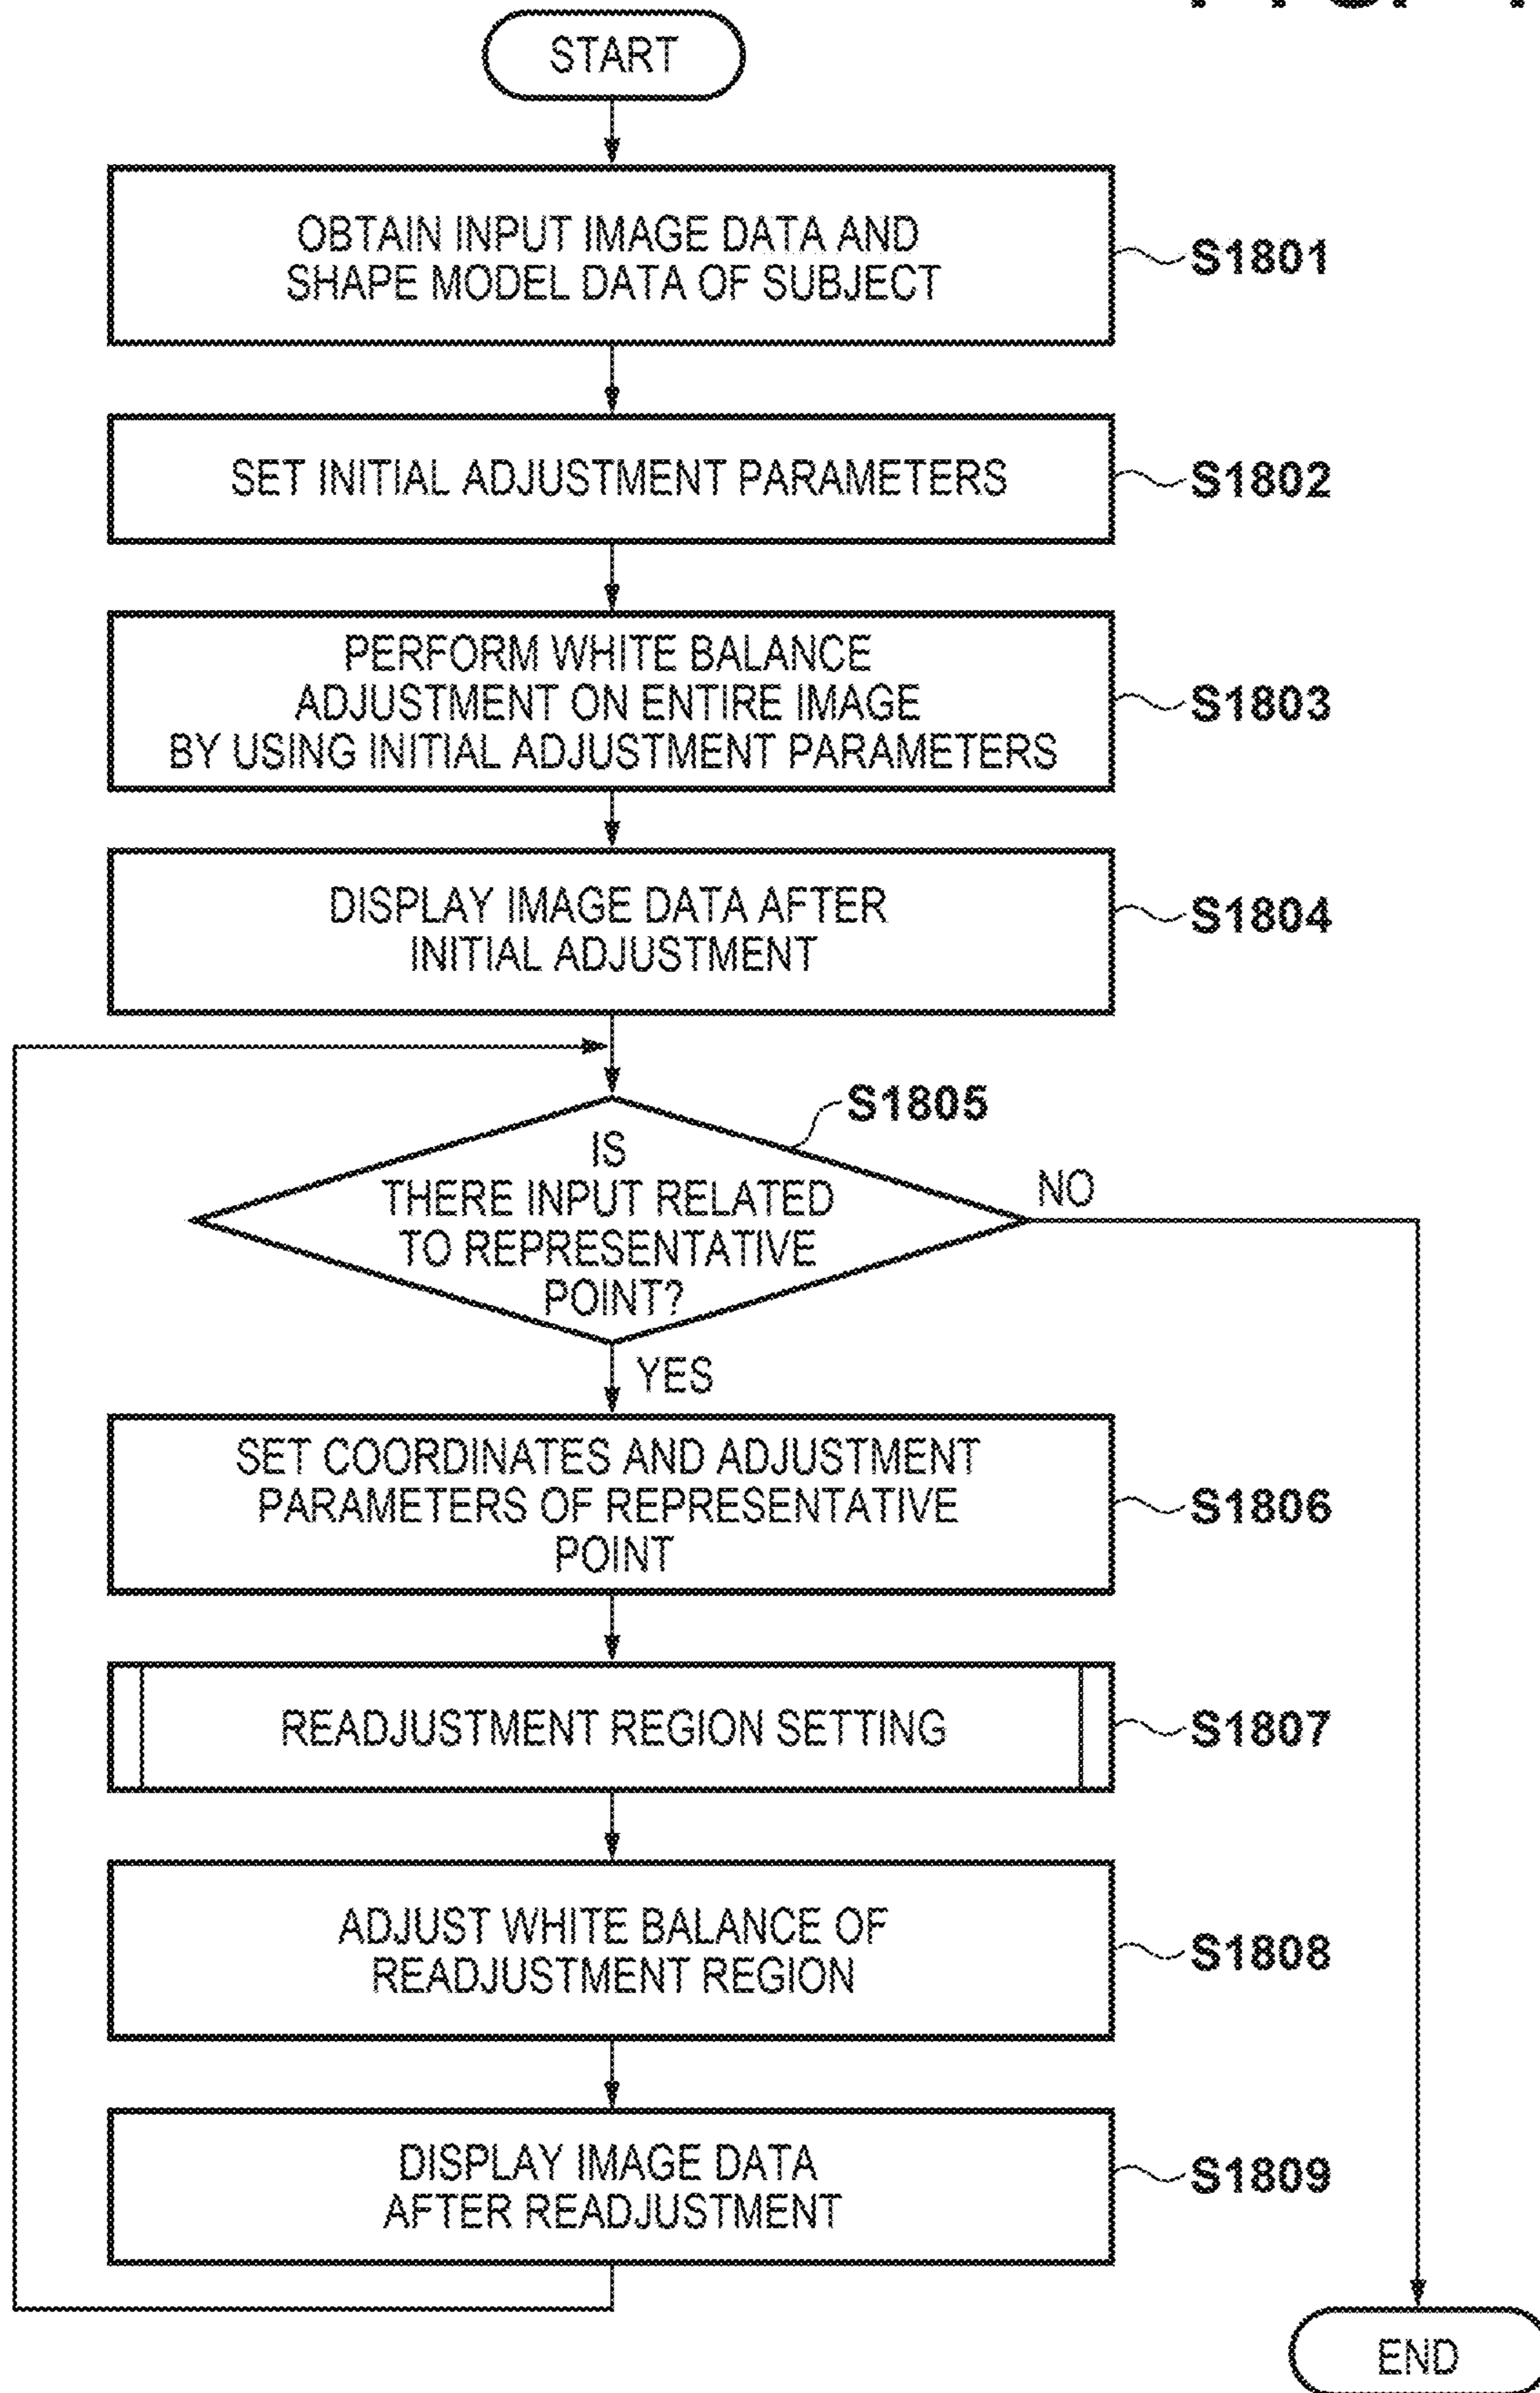 START
OBTAIN INPUT IMAGE DATA AND
SHAPE MODEL DATA OF SUBJECT
S1801
SET INITIAL ADJUSTMENT PARAMETERS
S1802
PERFORM WHITE BALANCE
ADJUSTMENT ON ENTIRE IMAGE
BY USING INITIAL ADJUSTMENT PARAMETERS
S1803
DISPLAY IMAGE DATA AFTER
INITIAL ADJUSTMENT
S1804
S1805
IS
THERE INPUT RELATED
TO REPRESENTATIVE
POINT?
NO
YES
SET COORDINATES AND ADJUSTMENT
PARAMETERS OF REPRESENTATIVE
POINT
S1806
READJUSTMENT REGION SETTING
S1807
ADJUST WHITE BALANCE OF
READJUSTMENT REGION
S1808
DISPLAY IMAGE DATA
AFTER READJUSTMENT
S1809
END